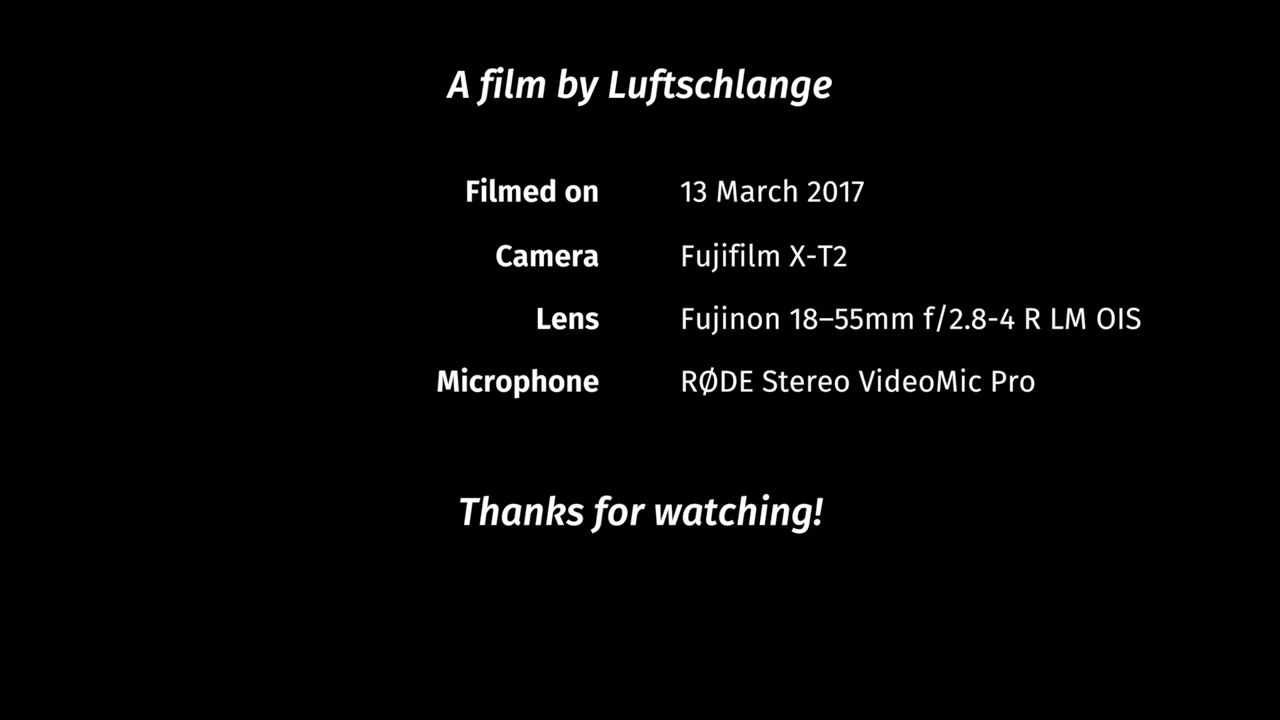 A film by Luftschlange
Filmed on 13 March 2017
Camera Fujifilm X-T2
Lens Fujinon 18–55mm f/2.8-4 R LM OIS
Microphone RØDE Stereo VideoMic Pro
Thanks for watching!